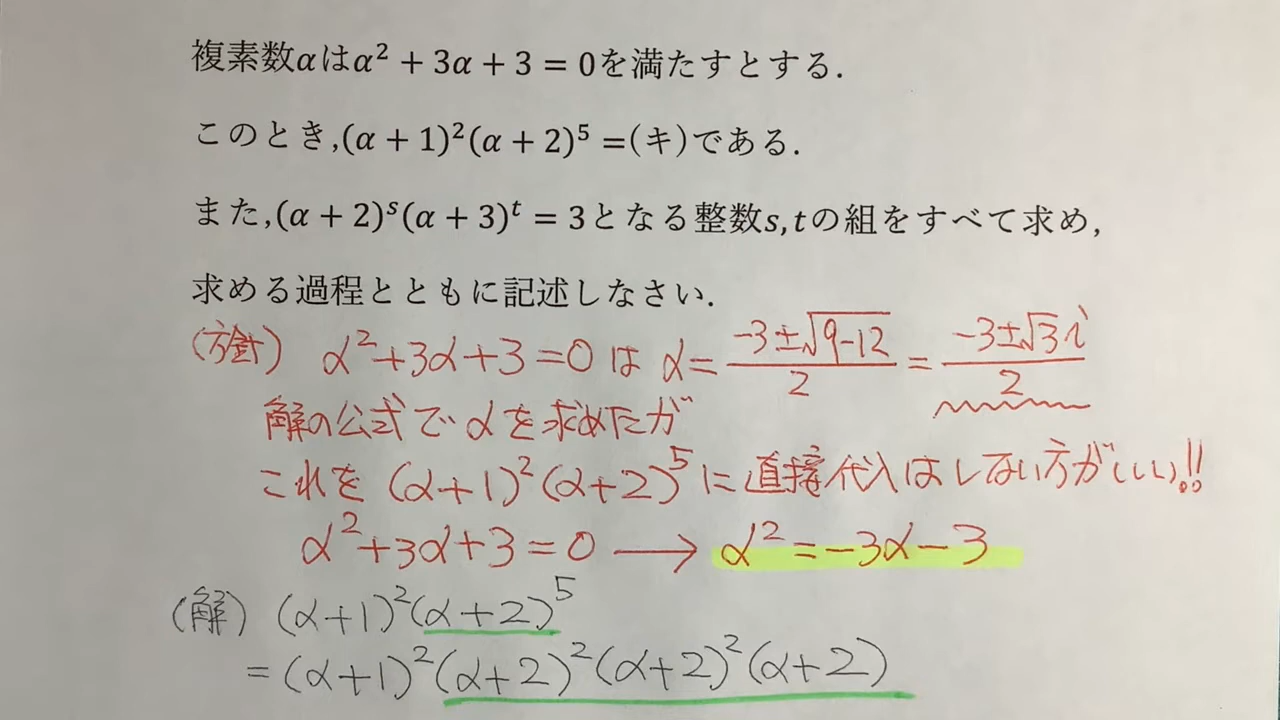 複素数αはα² + 3α + 3 = 0を満たすとする.
このとき,(α + 1)²(α + 2)⁵ =(キ)である.
また,(α + 2)ˢ(α + 3)ᵗ = 3となる整数s,tの組をすべて求め,
求める過程とともに記述しなさい.
(方針) α²+3α+3=0 は α= (-3±√(9-12))/2 = (-3±√3i)/2
解の公式で αを求めたが
これを (α+1)²(α+2)⁵に直接代入はしない方がいい!!
α²+3α+3=0 → α²=-3α-3
(解) (α+1)²(α+2)⁵
=(α+1)²(α+2)²(α+2)²(α+2)